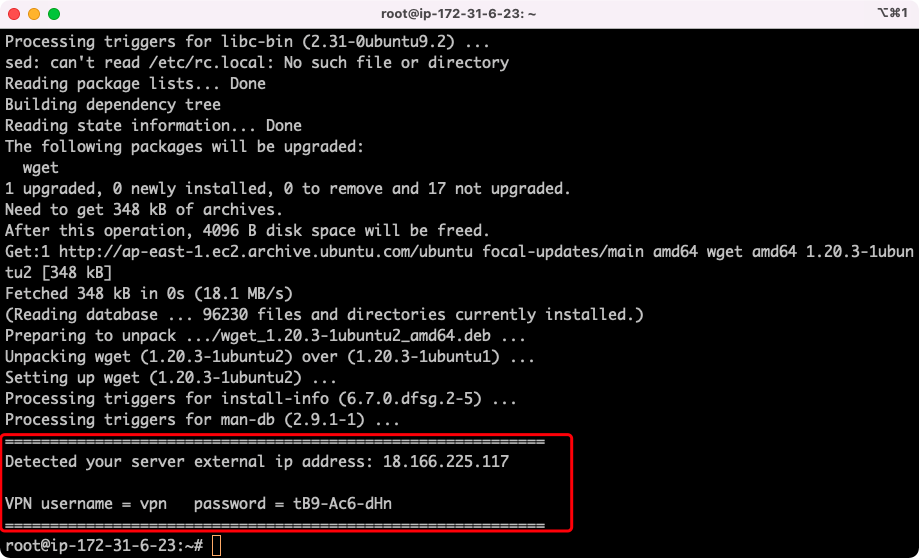 root@ip-172-31-6-23: ~
⌥⌘1
Processing triggers for libc-bin (2.31-0ubuntu9.2) ...
sed: can't read /etc/rc.local: No such file or directory
Reading package lists... Done
Building dependency tree
Reading state information... Done
The following packages will be upgraded:
  wget
1 upgraded, 0 newly installed, 0 to remove and 17 not upgraded.
Need to get 348 kB of archives.
After this operation, 4096 B disk space will be freed.
Get:1 http://ap-east-1.ec2.archive.ubuntu.com/ubuntu focal-updates/main amd64 wget amd64 1.20.3-1ubun
tu2 [348 kB]
Fetched 348 kB in 0s (18.1 MB/s)
(Reading database ... 96230 files and directories currently installed.)
Preparing to unpack .../wget_1.20.3-1ubuntu2_amd64.deb ...
Unpacking wget (1.20.3-1ubuntu2) over (1.20.3-1ubuntu1) ...
Setting up wget (1.20.3-1ubuntu2) ...
Processing triggers for install-info (6.7.0.dfsg.2-5) ...
Processing triggers for man-db (2.9.1-1) ...
============================================================
Detected your server external ip address: 18.166.225.117
VPN username = vpn   password = tB9-Ac6-dHn
============================================================
root@ip-172-31-6-23:~#